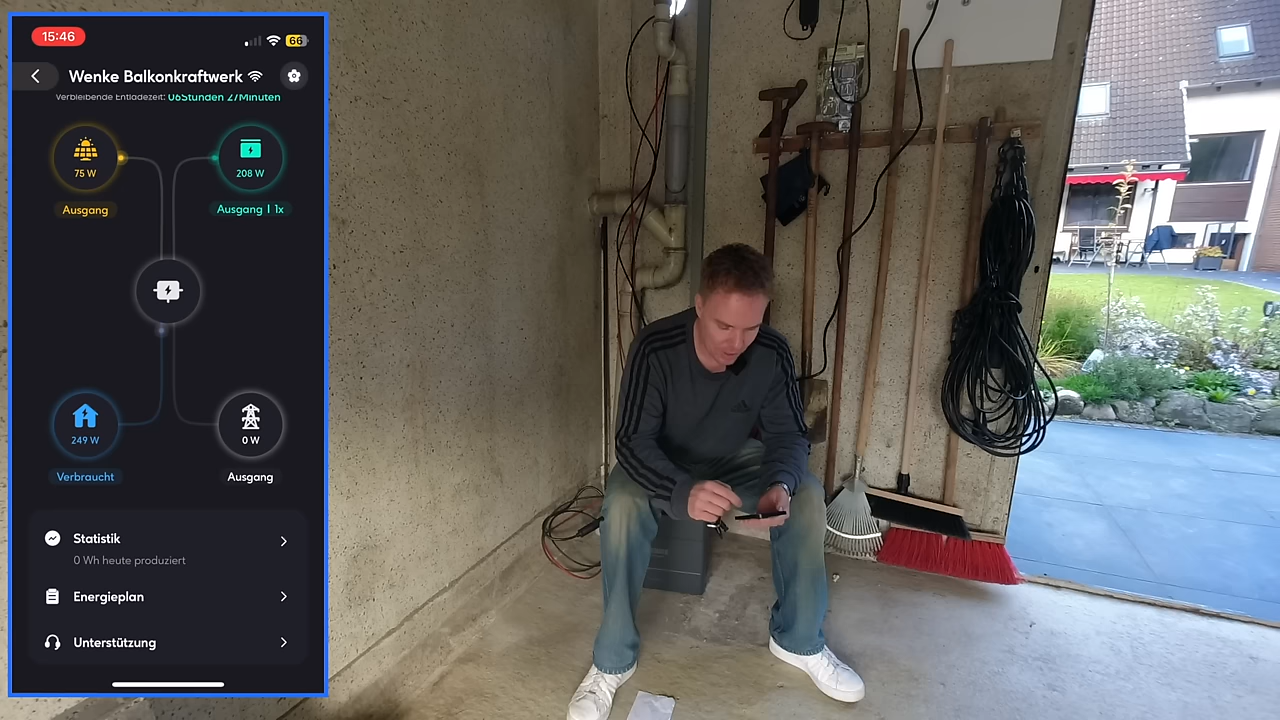 15:46
66
Wenke Balkonkraftwerk
Verbleibende Entladezeit: 06Stunden 27Minuten
75 W
208 W
Ausgang
Ausgang | 1x
249 W
0 W
Verbraucht
Ausgang
Statistik
0 Wh heute produziert
Energieplan
Unterstützung